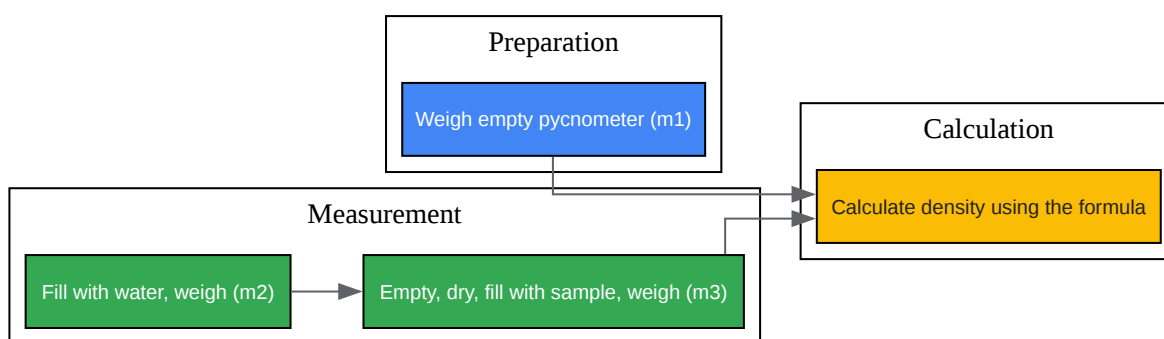 Preparation
Weigh empty pycnometer (m1)
Calculation
Calculate density using the formula
Measurement
Fill with water, weigh (m2)
Empty, dry, fill with sample, weigh (m3)